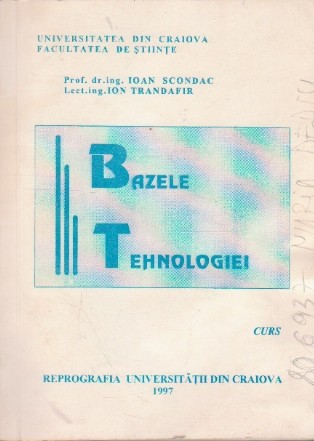 UNIVERSITATEA DIN CRAIOVA
FACULTATEA DE ŞTIINŢE
Prof. dr. ing. IOAN SCONDAC
Lect. ing. ION TRANDAFIR
BAZELE
TEHNOLOGIEI
CURS
REPROGRAFIA UNIVERSITĂŢII DIN CRAIOVA
1997
806937